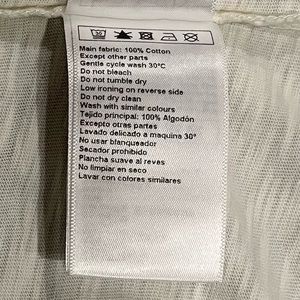 Main fabric: 100% Cotton
Except other parts
Gentle cycle wash 30°C
Do not bleach
Do not tumble dry
Low ironing on reverse side
Do not dry clean
Wash with similar colours
Tejido principal: 100% Algodón
Excepto otras partes
Lavado delicado a maquina 30°
No usar blanqueador
Secador prohibido
Plancha suave al reves
No limpiar en seco
Lavar con colores similares